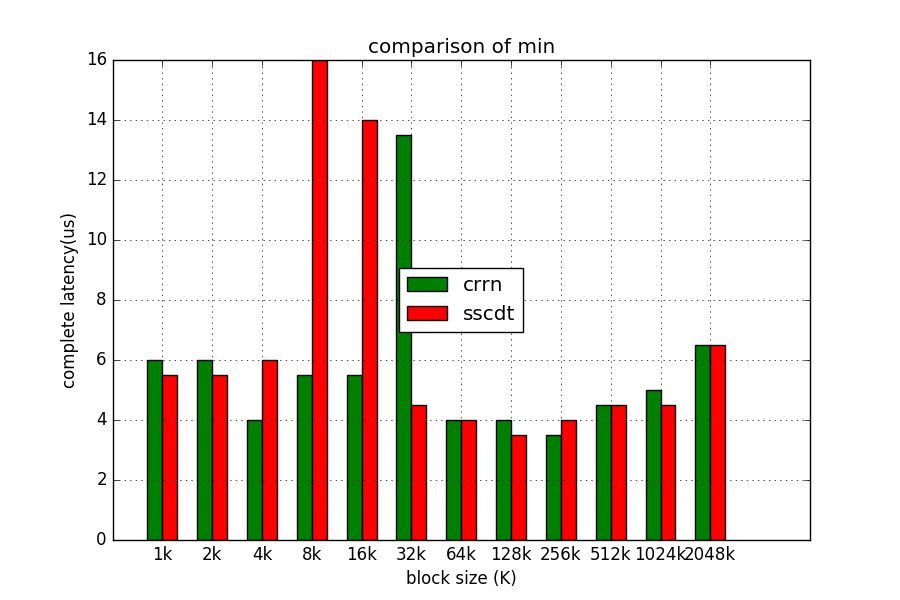 comparison of min
16
14
12
10
8
6
4
2
0
complete latency(us)
crrn
sscdt
1k 2k 4k 8k 16k 32k 64k 128k 256k 512k 1024k 2048k
block size (K)